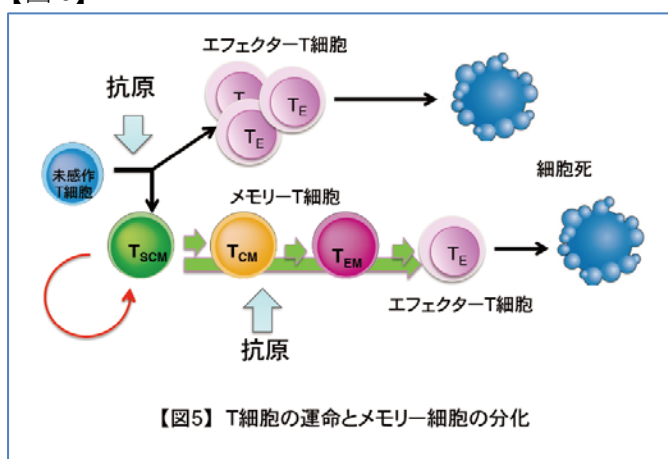 エフェクターT細胞
抗原
T
TE
TE
未感作
T細胞
メモリーT細胞
細胞死
TSCM
TCM
TEM
TE
エフェクターT細胞
抗原
【図5】 T細胞の運命とメモリー細胞の分化